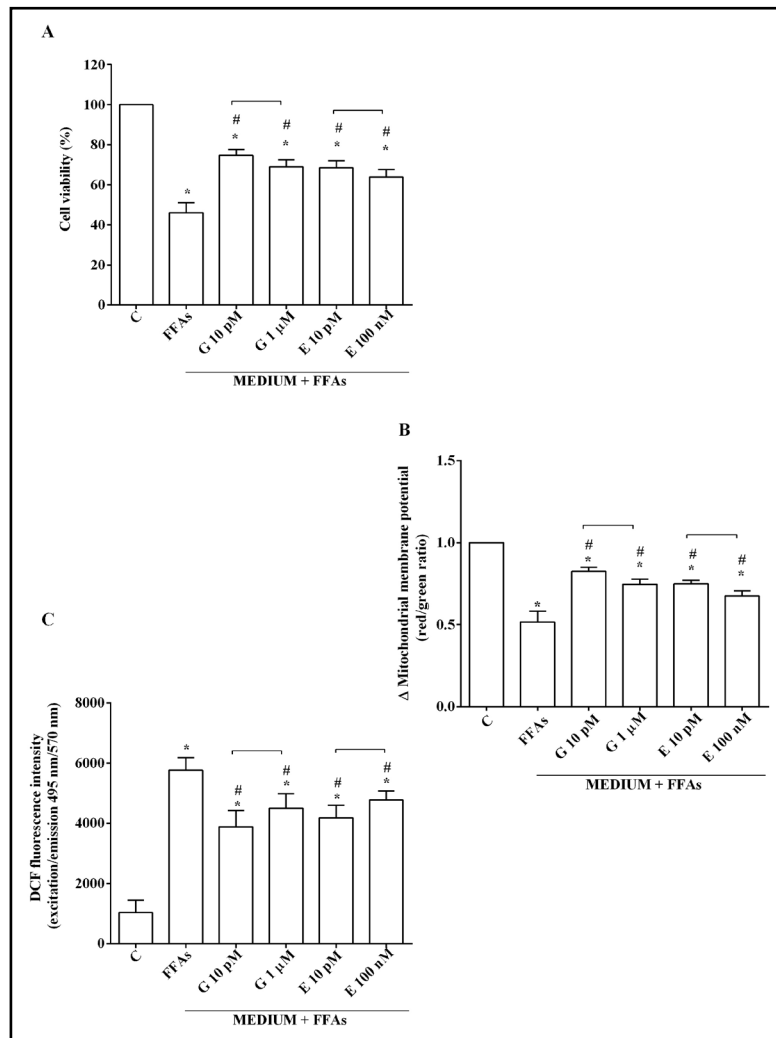 A
Cell viability (%)
120
100
80
60
40
20
0
*
#
*
#
*
#
*
#
*
C
FFAs
G 10 pM
G 1 µM
E 10 pM
E 100 nM
MEDIUM + FFAs
B
Δ Mitochondrial membrane potential
(red/green ratio)
1.5
1.0
0.5
0.0
*
#
*
#
*
#
*
#
*
C
FFAs
G 10 pM
G 1 µM
E 10 pM
E 100 nM
MEDIUM + FFAs
C
DCF fluorescence intensity
(excitation/emission 495 nm/570 nm)
8000
6000
4000
2000
0
*
#
*
#
*
#
*
#
*
C
FFAs
G 10 pM
G 1 µM
E 10 pM
E 100 nM
MEDIUM + FFAs